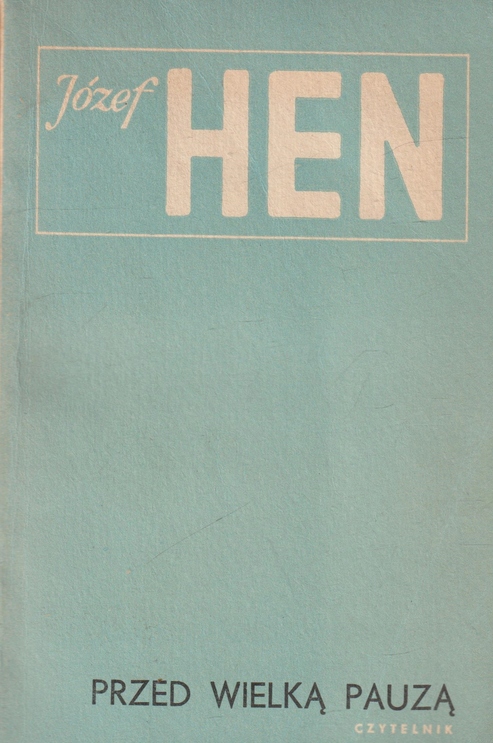 Józef HEN
PRZED WIELKĄ PAUZĄ
CZYTELNIK